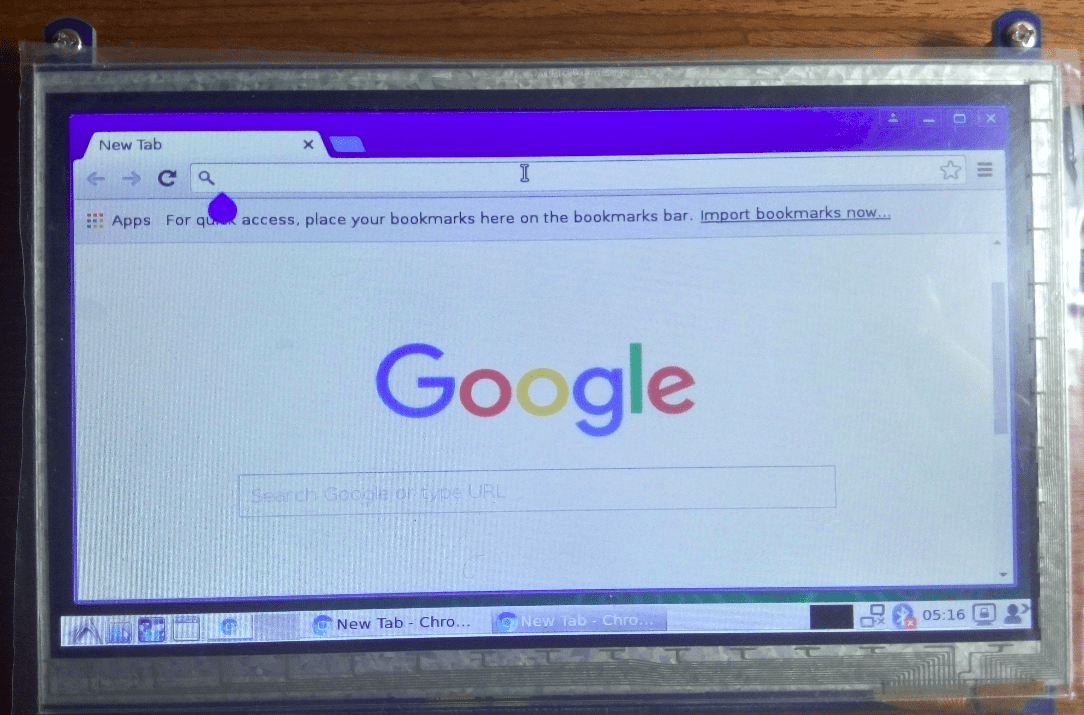 New Tab
Apps For quick access, place your bookmarks here on the bookmarks bar. Import bookmarks now...
Google
Search Google or type URL
New Tab - Chro... New Tab - Chro... 05:16